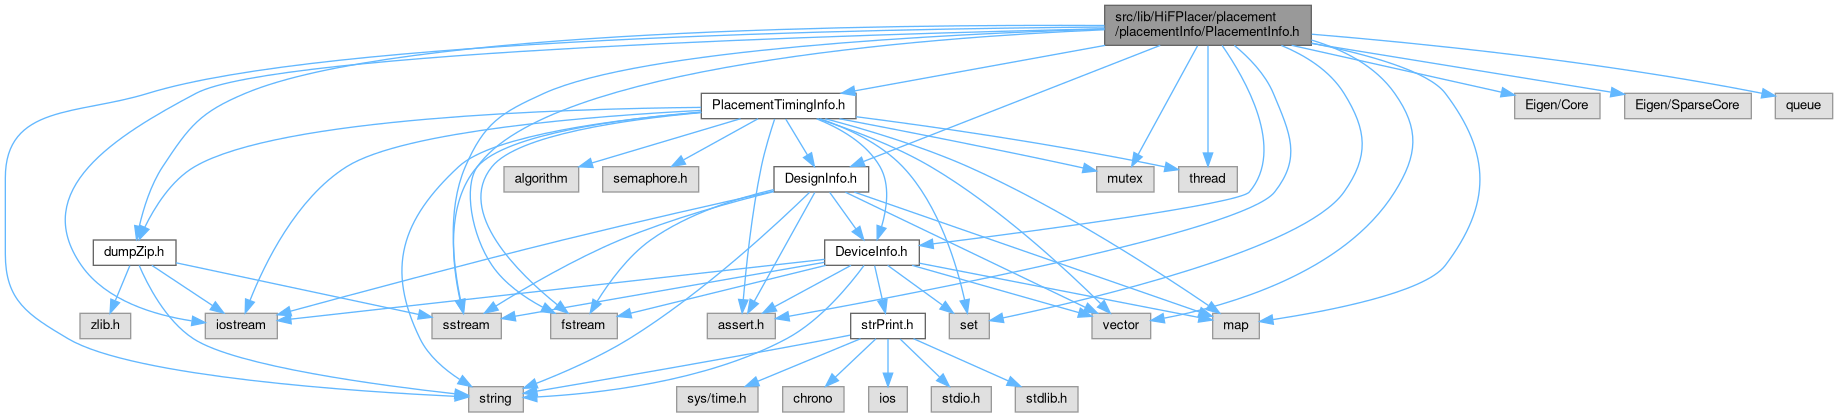 src/lib/HiFPlacer/placement
/placementInfo/PlacementInfo.h
PlacementTimingInfo.h
Eigen/Core
Eigen/SparseCore
queue
algorithm
semaphore.h
DesignInfo.h
mutex
thread
dumpZip.h
DeviceInfo.h
zlib.h
iostream
sstream
fstream
assert.h
strPrint.h
set
vector
map
string
sys/time.h
chrono
ios
stdio.h
stdlib.h